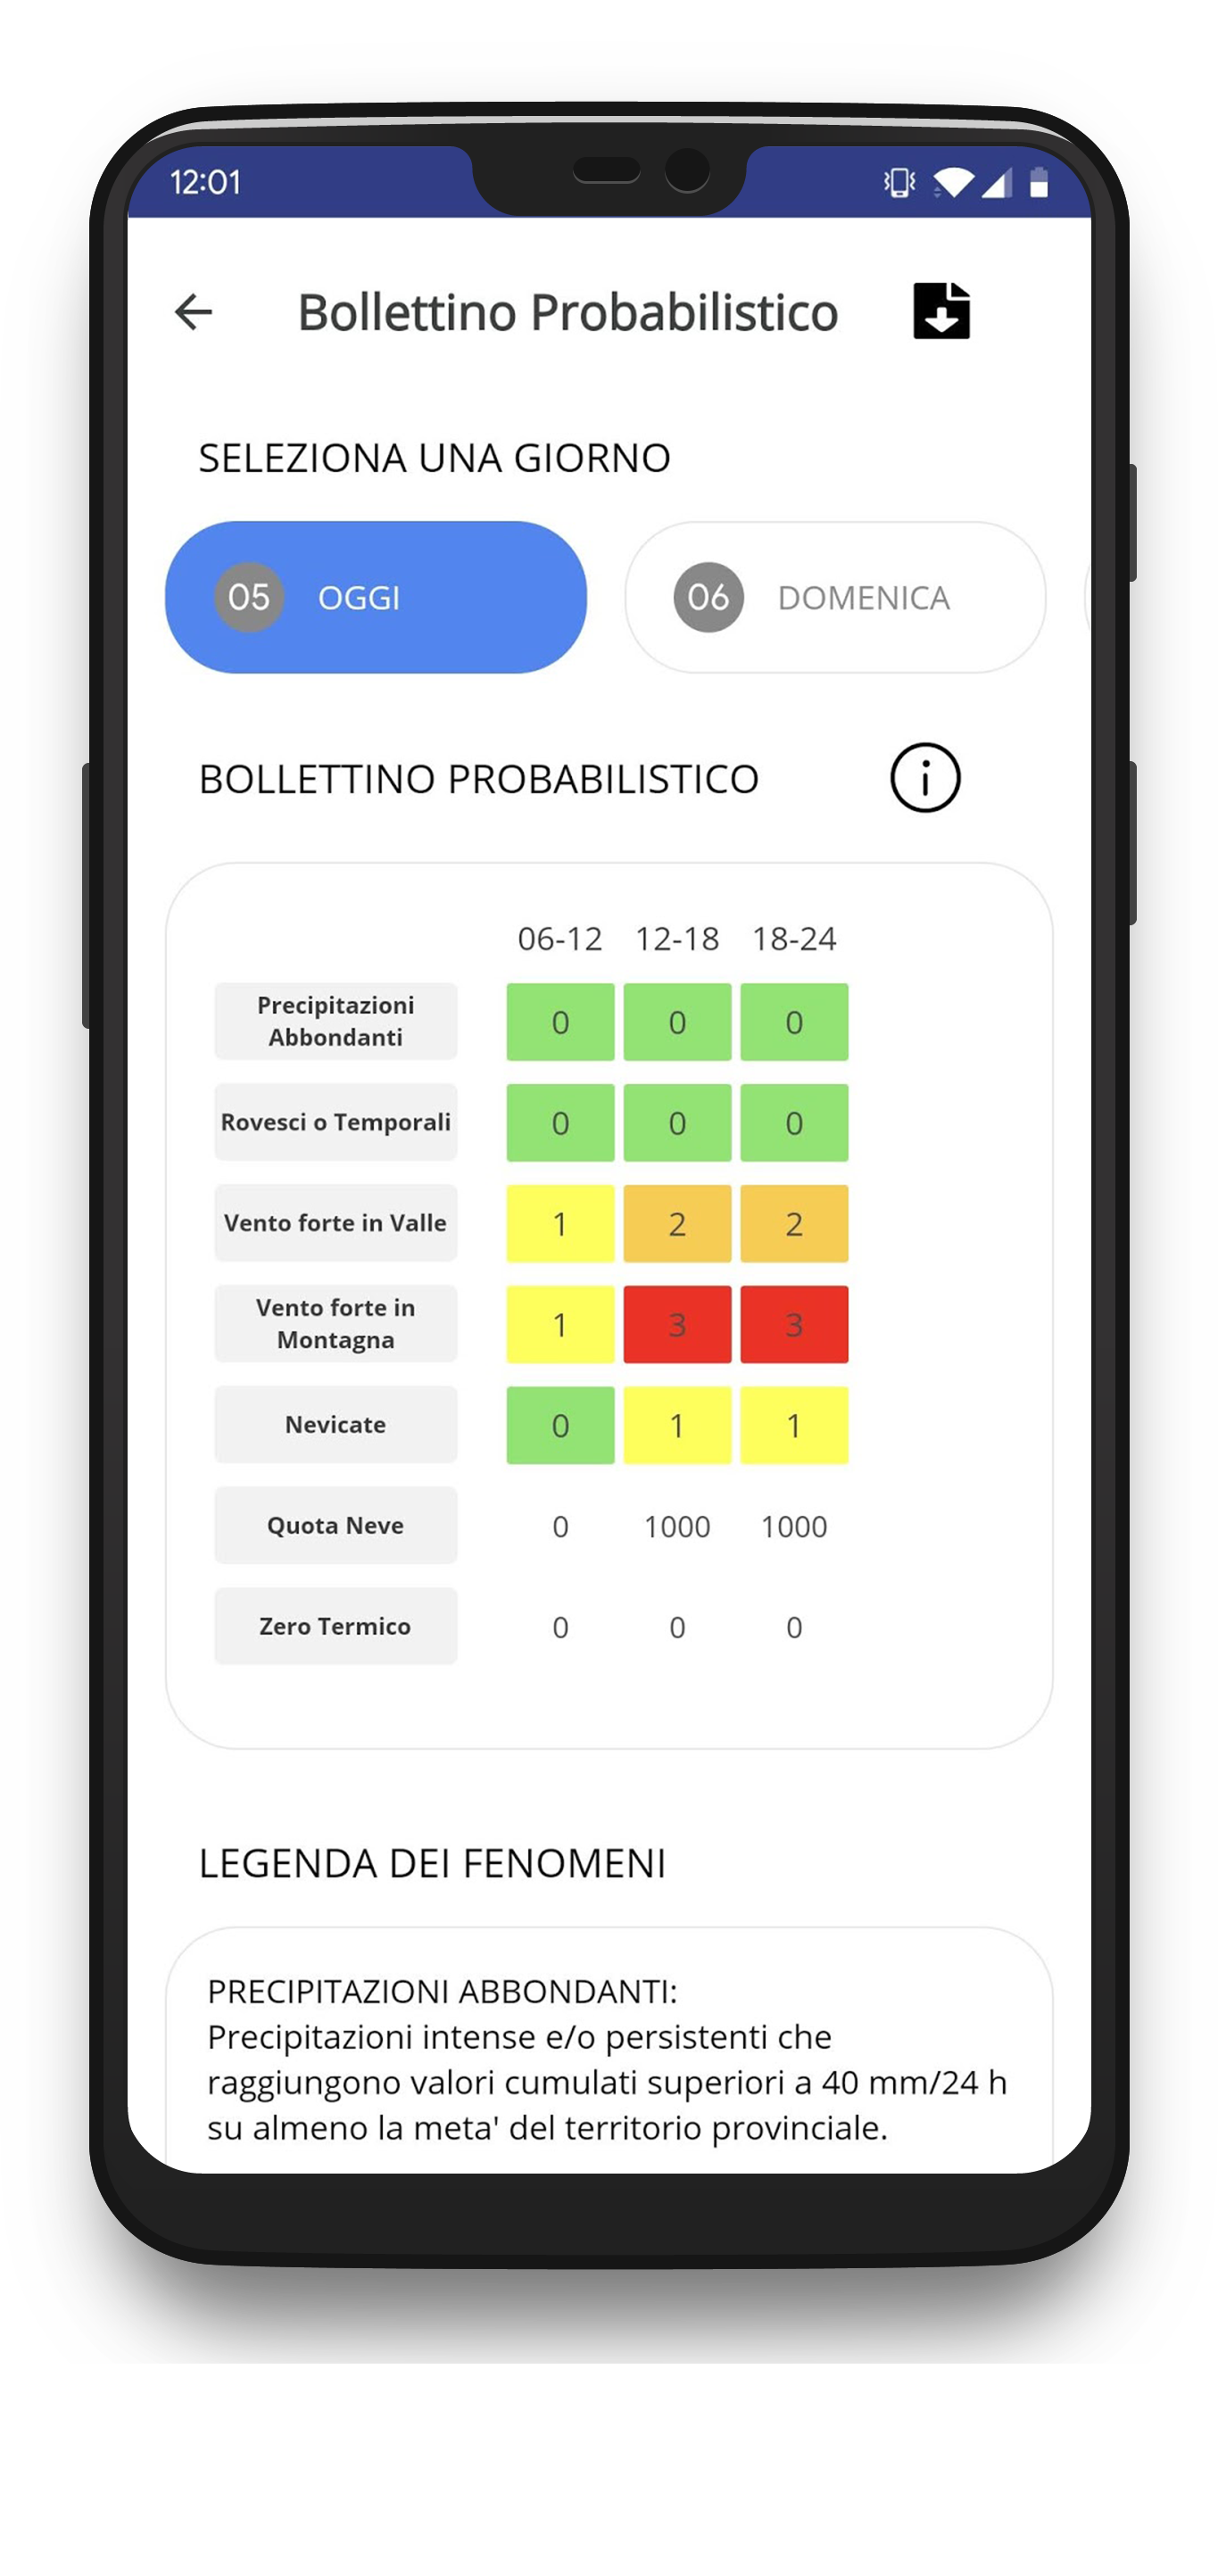 12:01
Bollettino Probabilistico
SELEZIONA UNA GIORNO
05 OGGI 06 DOMENICA
BOLLETTINO PROBABILISTICO
06-12 12-18 18-24
Precipitazioni
Abbondanti 0 0 0
Rovesci o Temporali 0 0 0
Vento forte in Valle 1 2 2
Vento forte in
Montagna 1 3 3
Nevicate 0 1 1
Quota Neve 0 1000 1000
Zero Termico 0 0 0
LEGENDA DEI FENOMENI
PRECIPITAZIONI ABBONDANTI:
Precipitazioni intense e/o persistenti che
raggiungono valori cumulati superiori a 40 mm/24 h
su almeno la meta' del territorio provinciale.